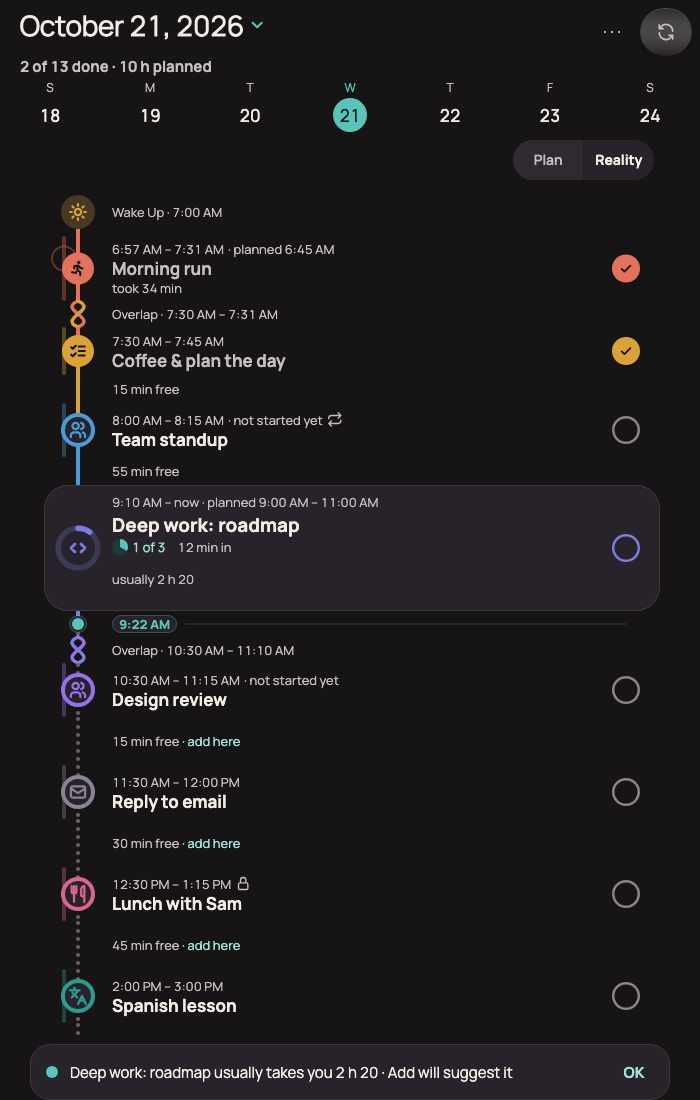 October 21, 2026
...
2 of 13 done · 10 h planned
S M T W T F S
18 19 20 21 22 23 24
Plan Reality
Wake Up · 7:00 AM
6:57 AM – 7:31 AM · planned 6:45 AM
Morning run
took 34 min
Overlap · 7:30 AM – 7:31 AM
7:30 AM – 7:45 AM
Coffee & plan the day
15 min free
8:00 AM – 8:15 AM · not started yet
Team standup
55 min free
9:10 AM – now · planned 9:00 AM – 11:00 AM
Deep work: roadmap
1 of 3 12 min in
usually 2 h 20
9:22 AM
Overlap · 10:30 AM – 11:10 AM
10:30 AM – 11:15 AM · not started yet
Design review
15 min free · add here
11:30 AM – 12:00 PM
Reply to email
30 min free · add here
12:30 PM – 1:15 PM
Lunch with Sam
45 min free · add here
2:00 PM – 3:00 PM
Spanish lesson
Deep work: roadmap usually takes you 2 h 20 · Add will suggest it OK